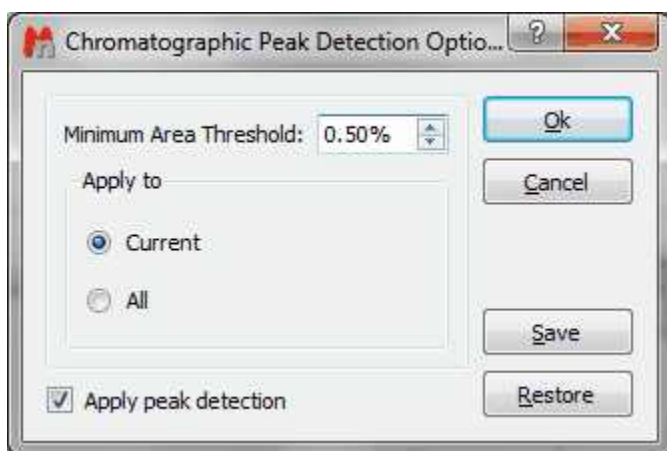 Chromatographic Peak Detection Optio...
Minimum Area Threshold: 0.50%
Ok
Apply to
Cancel
Current
All
Save
Apply peak detection
Restore